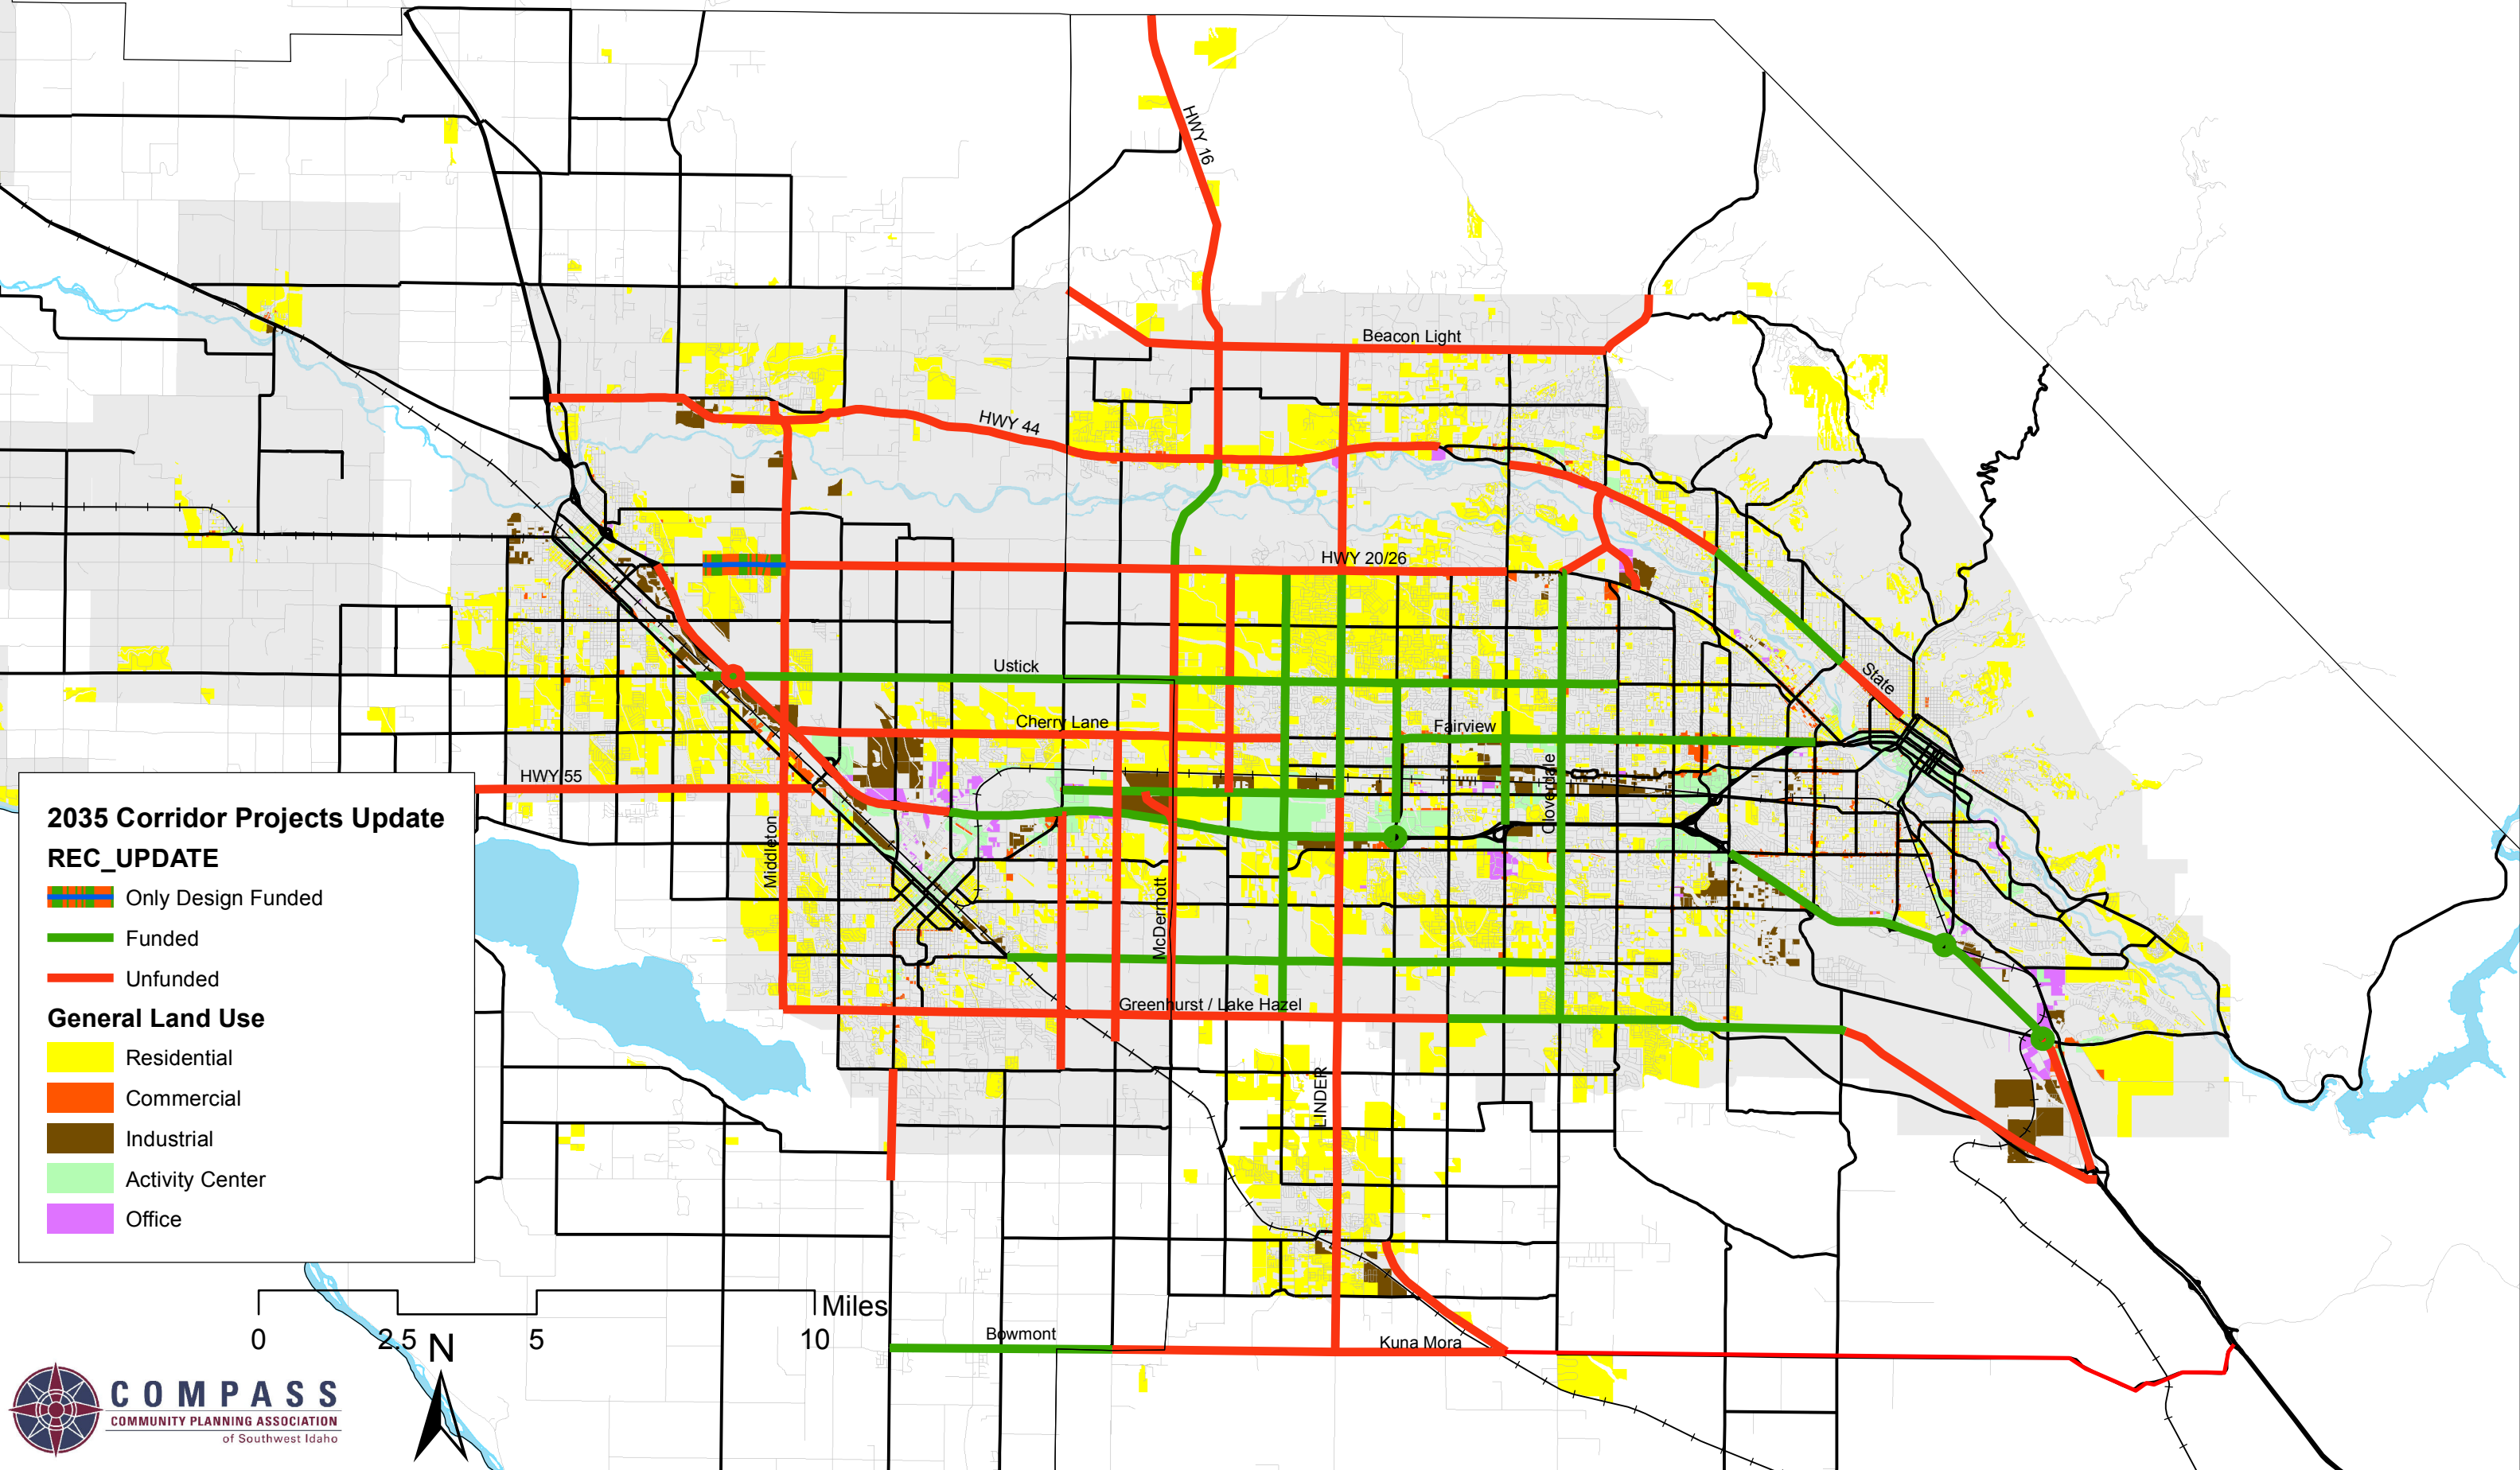 HWY 16
Beacon Light
HWY 44
HWY 20/26
Ustick
State
Cherry Lane
Fairview
HWY 55
Cloverdale
Middleton
McDermott
Greenhurst / Lake Hazel
LINDER
Bowmont
Kuna Mora
2035 Corridor Projects Update
REC_UPDATE
Only Design Funded
Funded
Unfunded
General Land Use
Residential
Commercial
Industrial
Activity Center
Office
Miles
0 2.5 5 10
N
COMPASS
COMMUNITY PLANNING ASSOCIATION
of Southwest Idaho